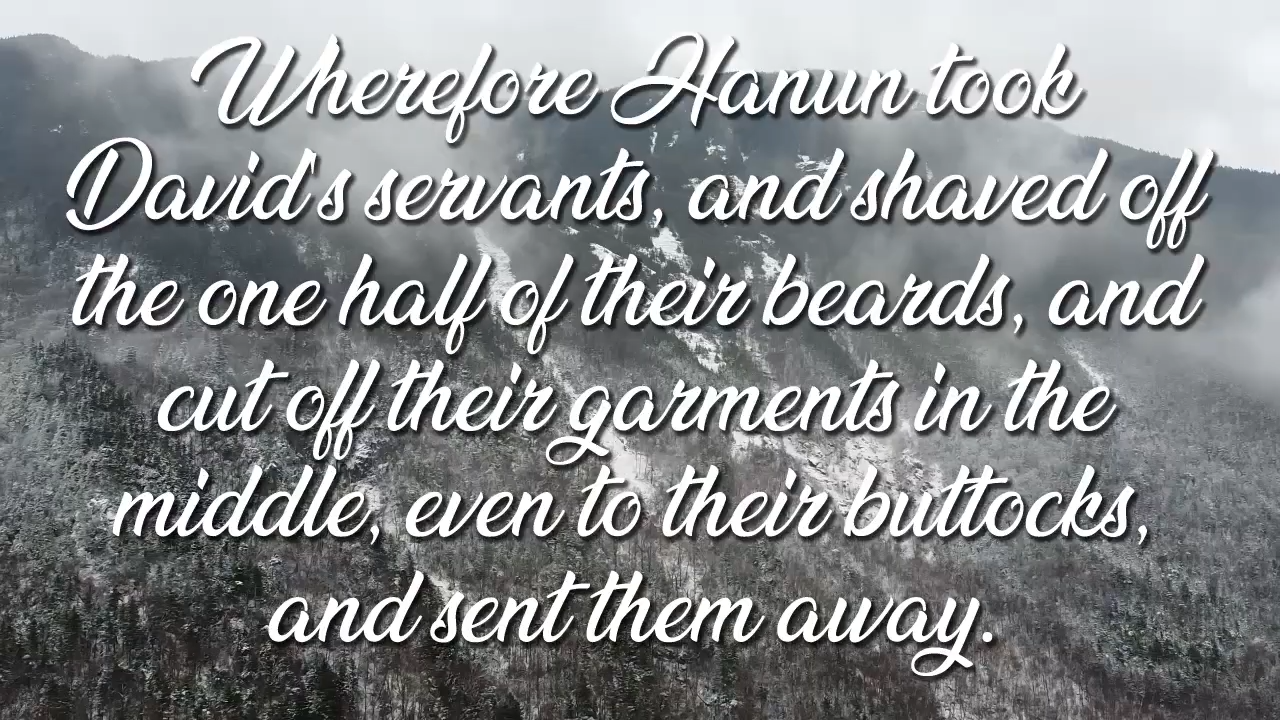 Wherefore Hanun took
David's servants, and shaved off
the one half of their beards, and
cut off their garments in the
middle, even to their buttocks,
and sent them away.